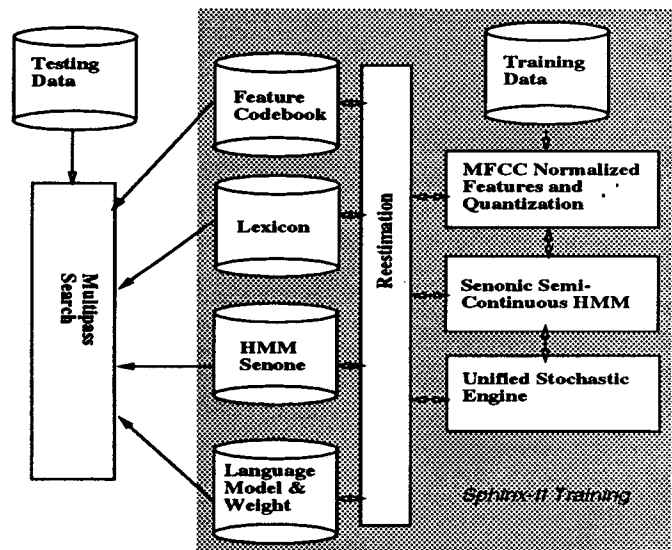 Testing
Data
Feature
Codebook
Lexicon
HMM
Senone
Language
Model &
Weight
Multipass
Search
Reestimation
Training
Data
MFCC Normalized
Features and
Quantization
Senonic Semi-
Continuous HMM
Unified Stochastic
Engine
Sphinx-II Training